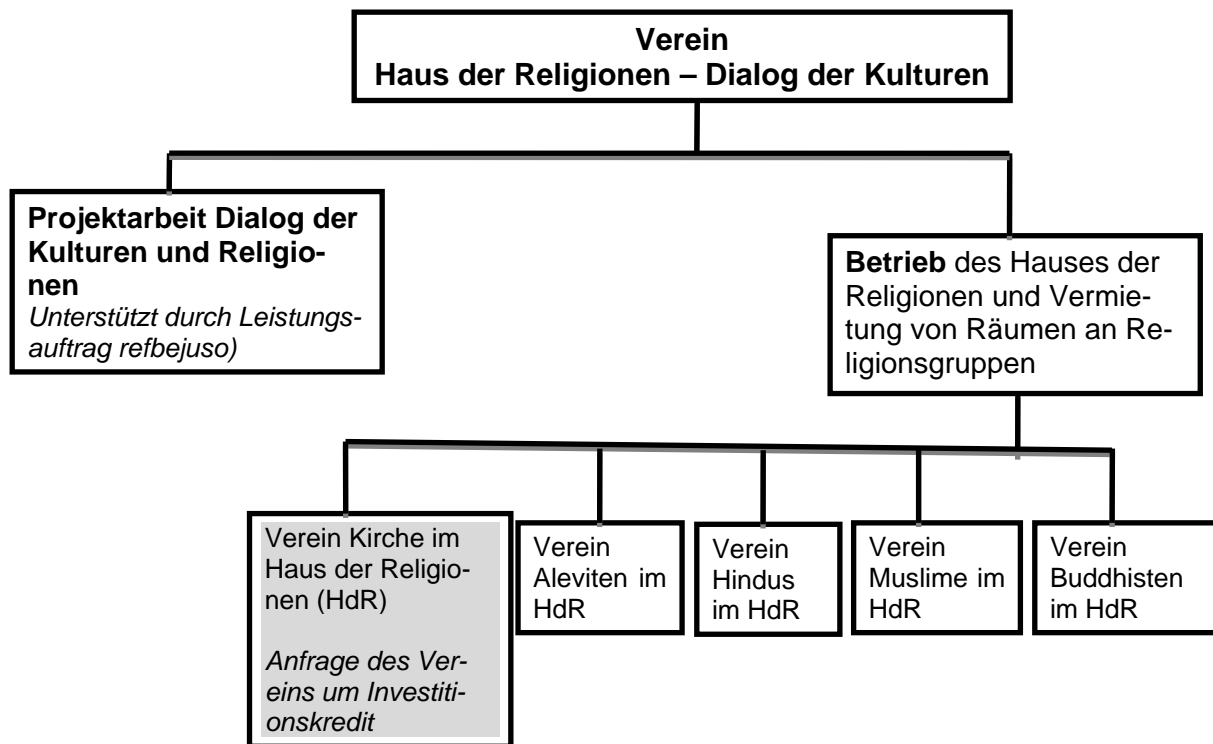 Verein
Haus der Religionen – Dialog der Kulturen
Projektarbeit Dialog der
Kulturen und Religio-
nen
Unterstützt durch Leistungs-
auftrag refbejuso)
Betrieb des Hauses der
Religionen und Vermie-
tung von Räumen an Re-
ligionsgruppen
Verein Kirche im
Haus der Religio-
nen (HdR)
Anfrage des Ver-
eins um Investiti-
onskredit
Verein
Aleviten im
HdR
Verein
Hindus
im HdR
Verein
Muslime im
HdR
Verein
Buddhisten
im HdR